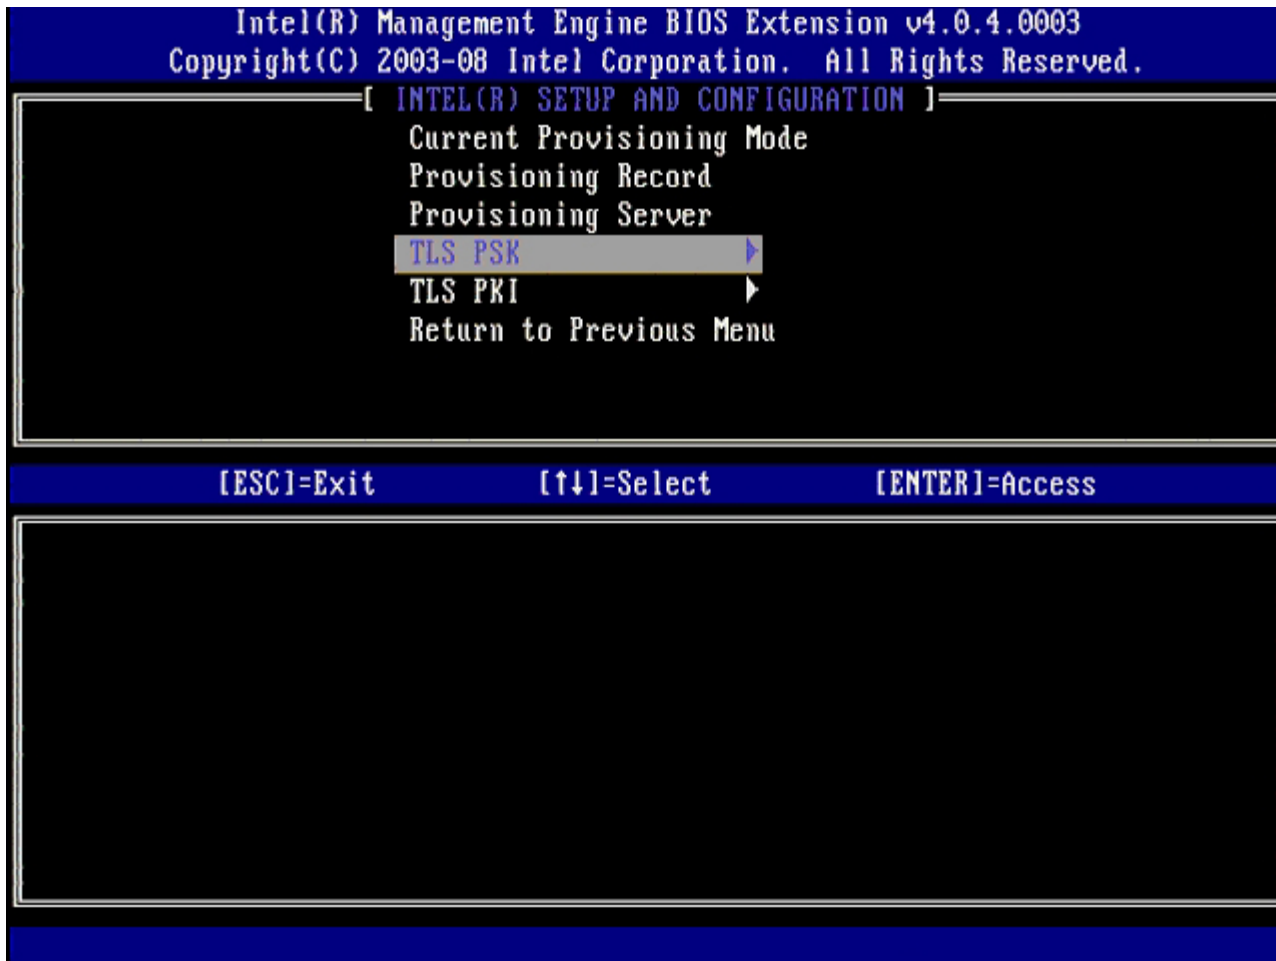 Intel(R) Management Engine BIOS Extension v4.0.4.0003
Copyright(C) 2003-08 Intel Corporation. All Rights Reserved.
[ INTEL(R) SETUP AND CONFIGURATION ]
Current Provisioning Mode
Provisioning Record
Provisioning Server
TLS PSK
TLS PKI
Return to Previous Menu
[ESC]=Exit [↑↓]=Select [ENTER]=Access